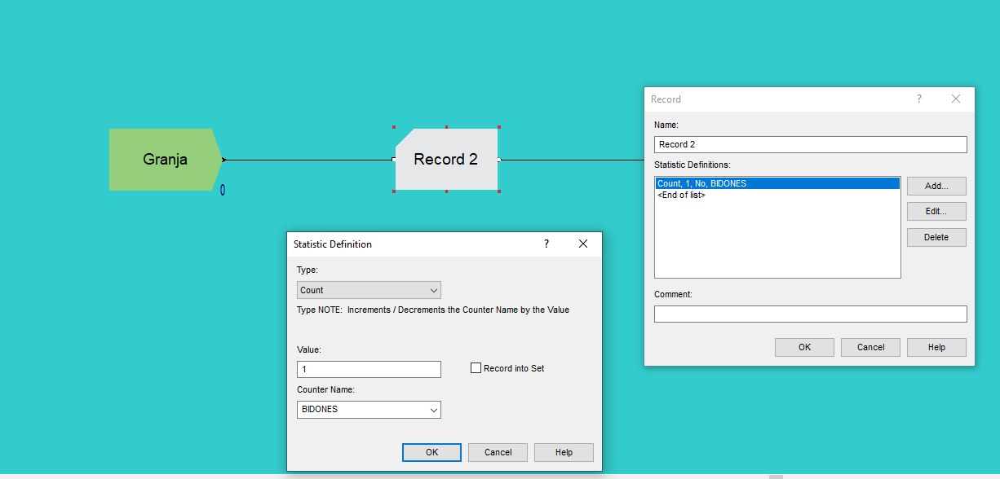 Granja
0
Record 2
Record
?
Name:
Record 2
Statistic Definitions:
Count, 1, No, BIDONES
<End of list>
Add...
Edit...
Delete
Comment:
OK
Cancel
Help
Statistic Definition
?
Type:
Count
Type NOTE:  Increments / Decrements the Counter Name by the Value
Value:
1
Record into Set
Counter Name:
BIDONES
OK
Cancel
Help